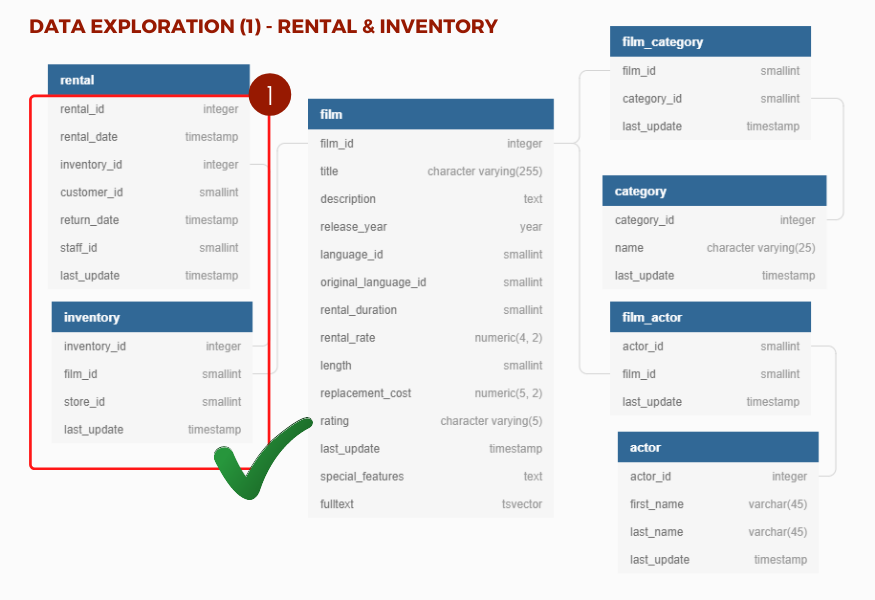 DATA EXPLORATION (1) - RENTAL & INVENTORY
rental
rental_id integer
rental_date timestamp
inventory_id integer
customer_id smallint
return_date timestamp
staff_id smallint
last_update timestamp
1
inventory
inventory_id integer
film_id smallint
store_id smallint
last_update timestamp
film
film_id integer
title character varying(255)
description text
release_year year
language_id smallint
original_language_id smallint
rental_duration smallint
rental_rate numeric(4, 2)
length smallint
replacement_cost numeric(5, 2)
rating character varying(5)
last_update timestamp
special_features text
fulltext tsvector
film_category
film_id smallint
category_id smallint
last_update timestamp
category
category_id integer
name character varying(25)
last_update timestamp
film_actor
actor_id smallint
film_id smallint
last_update timestamp
actor
actor_id integer
first_name varchar(45)
last_name varchar(45)
last_update timestamp